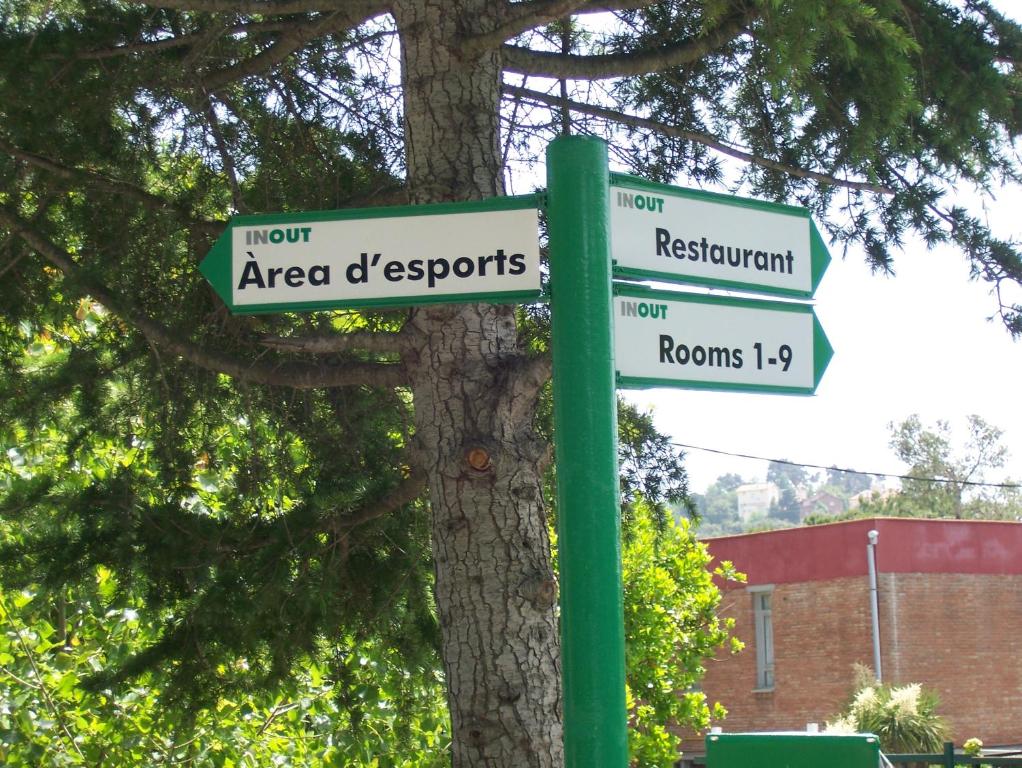 INOUT
Àrea d'esports
INOUT
Restaurant
INOUT
Rooms 1-9